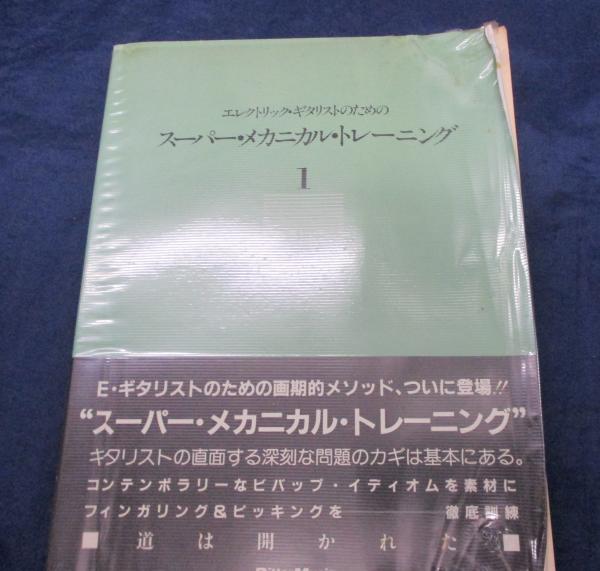 エレクトリック・ギタリストのための
スーパー・メカニカル・トレーニング
1
E・ギタリストのための画期的メソッド、ついに登場!!
“スーパー・メカニカル・トレーニング”
ギタリストの直面する深刻な問題のカギは基本にある。
コンテンポラリーなビバップ・イディオムを素材に
フィンガリング&ピッキングを 徹底訓練
■ 道は開かれた ■